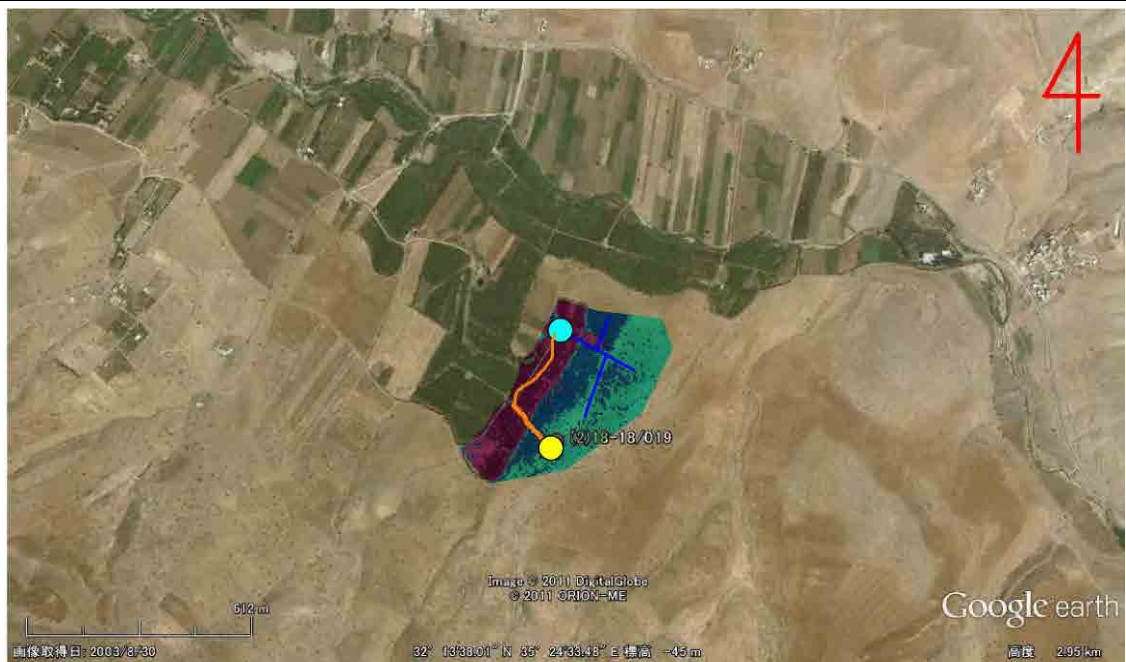 (2)18-18/019
Image © 2011 DigitalGlobe
© 2011 ORION-ME
612 m
Google earth
画像取得日: 2003/8/30
32° 13'38.01" N 35° 24'33.48" E 標高 -45 m
高度 2.95 km